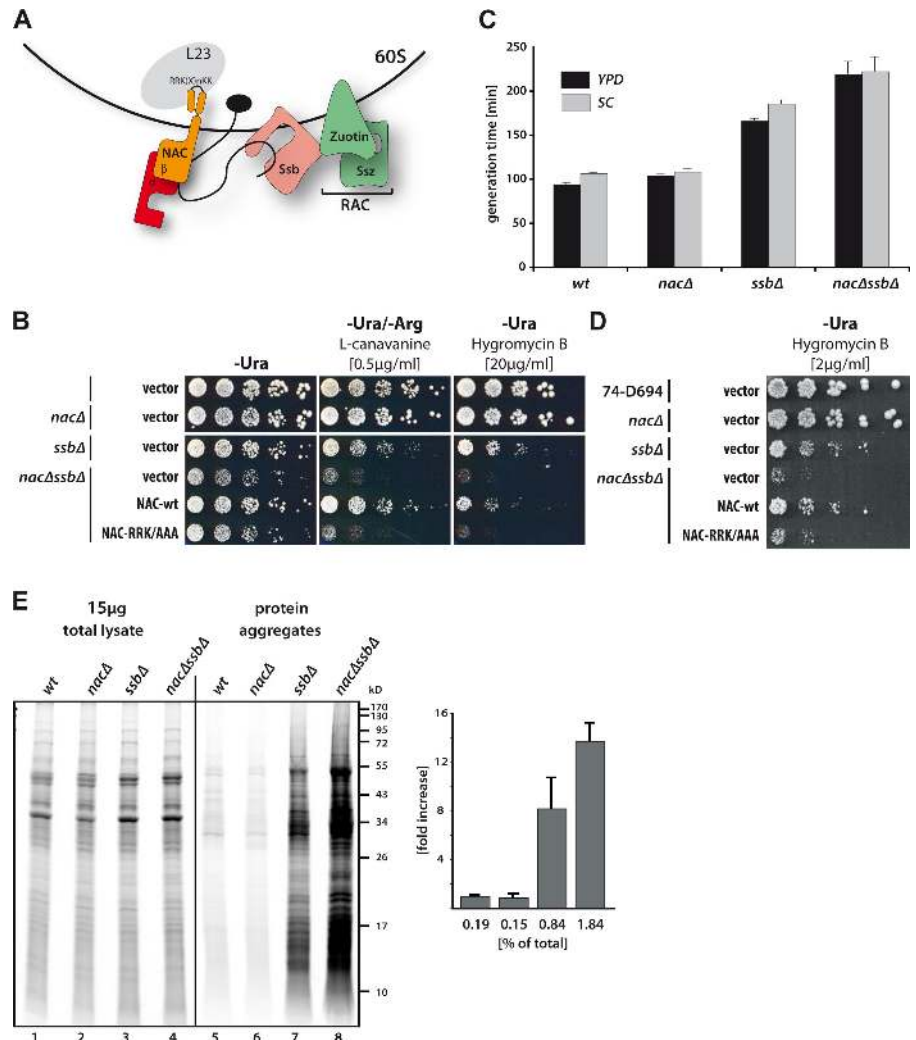 A
L23
60S
NAC
β
α
Ssb
Zuotin
Ssz
RAC
C
generation time [min]
250
200
150
100
50
0
YPD
SC
wt
nacΔ
ssbΔ
nacΔssbΔ
B
-Ura
-Ura/-Arg
L-canavanine
[0.5µg/ml]
-Ura
Hygromycin B
[20µg/ml]
vector
nacΔ
vector
ssbΔ
vector
nacΔssbΔ
vector
NAC-wt
NAC-RRK/AAA
D
-Ura
Hygromycin B
[2µg/ml]
74-D694
vector
nacΔ
vector
ssbΔ
vector
nacΔssbΔ
vector
NAC-wt
NAC-RRK/AAA
E
15µg
total lysate
protein
aggregates
wt
nacΔ
ssbΔ
nacΔssbΔ
wt
nacΔ
ssbΔ
nacΔssbΔ
kD
170
130
95
72
55
43
34
26
17
10
1 2 3 4 5 6 7 8
[fold increase]
16
12
8
4
0.19 0.15 0.84 1.84
[% of total]